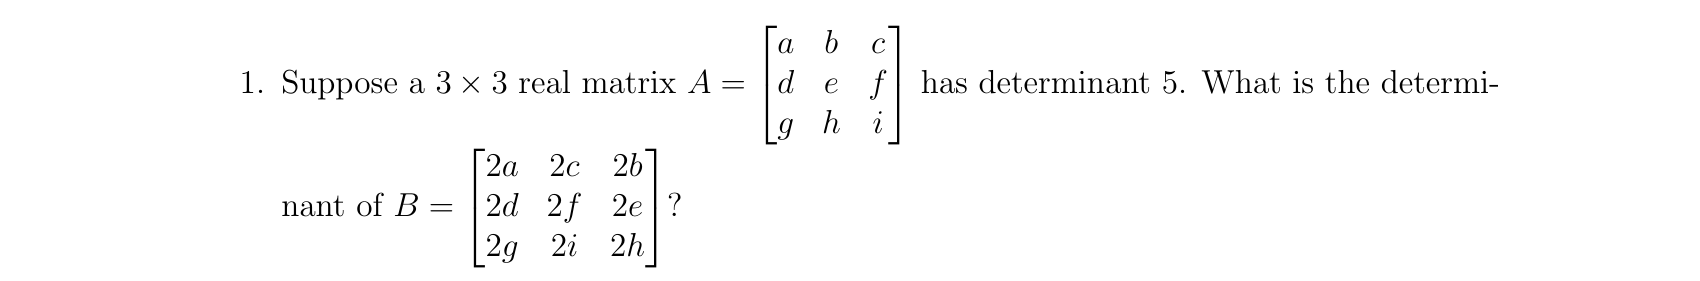 1. Suppose a 3 × 3 real matrix A = [a b c; d e f; g h i] has determinant 5. What is the determi-
nant of B = [2a 2c 2b; 2d 2f 2e; 2g 2i 2h]?